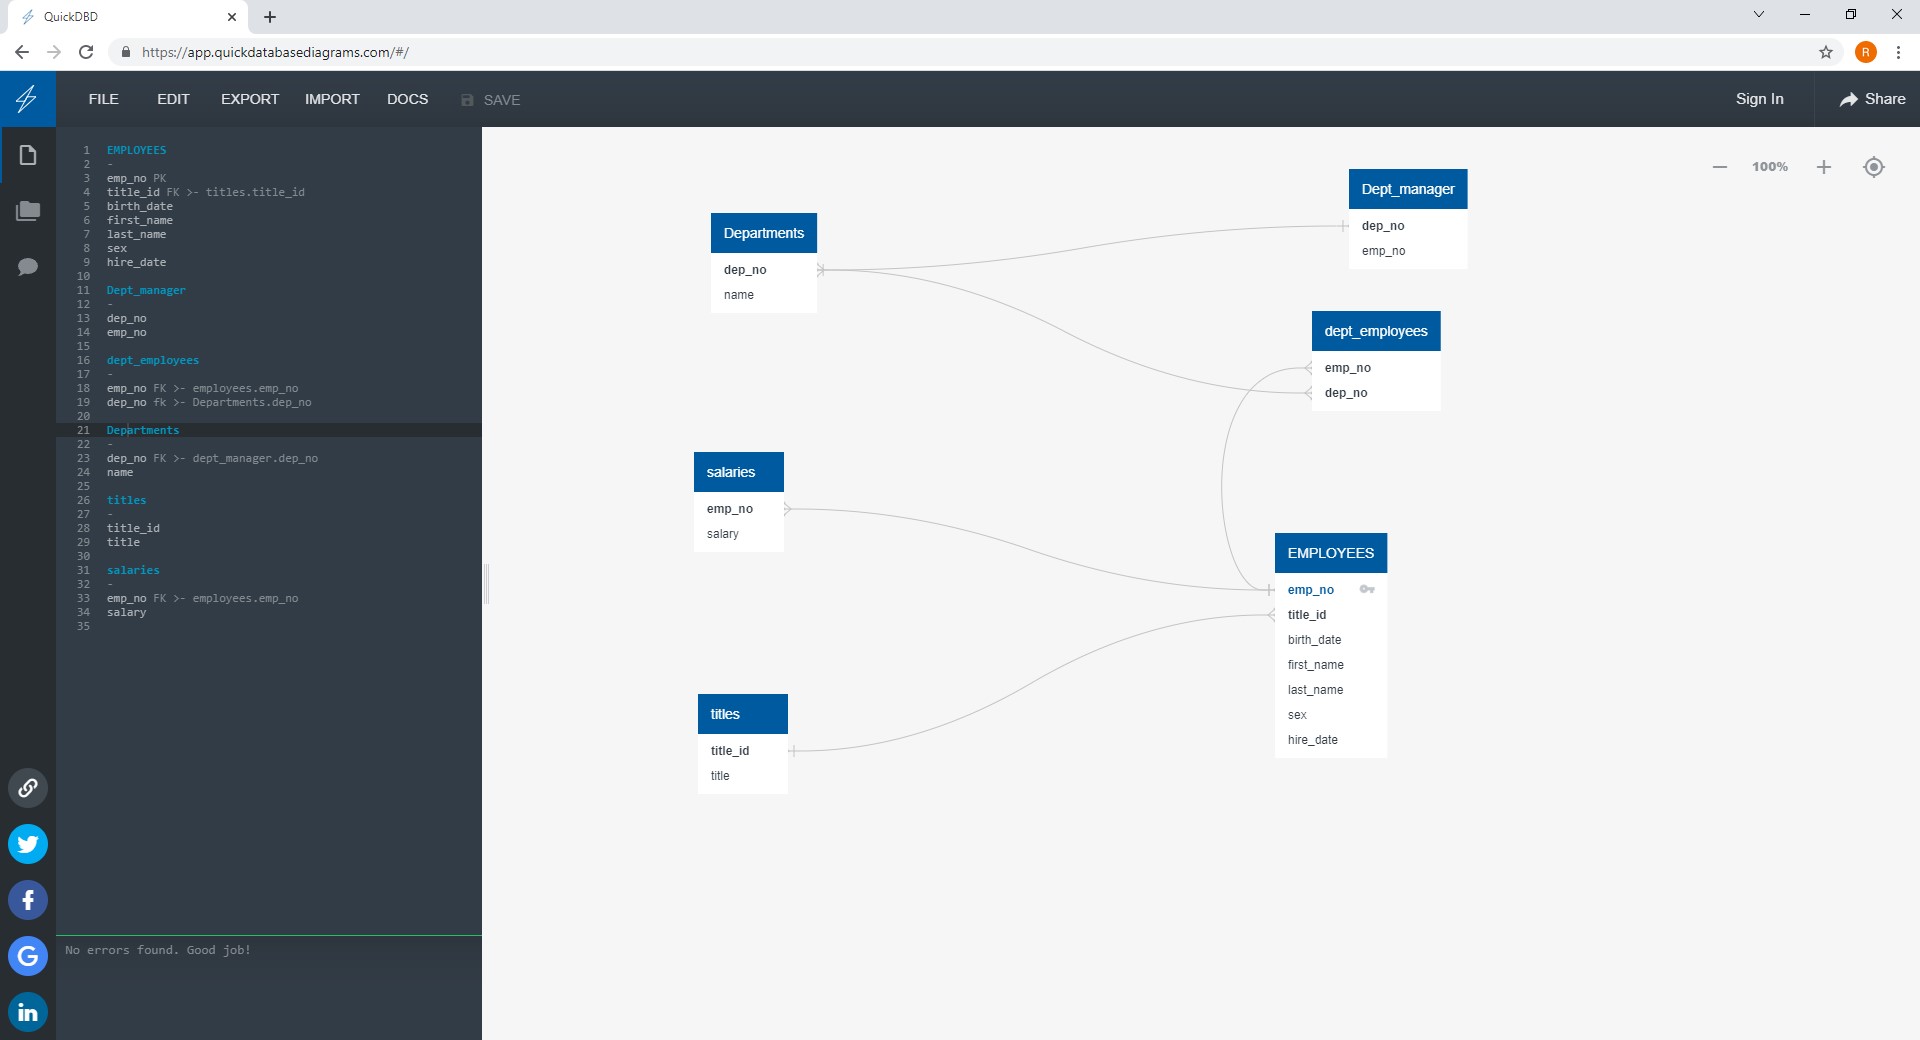 QuickDBD
https://app.quickdatabasediagrams.com/#/
R
FILE EDIT EXPORT IMPORT DOCS SAVE
Sign In
Share
1 EMPLOYEES
2 -
3 emp_no PK
4 title_id FK >- titles.title_id
5 birth_date
6 first_name
7 last_name
8 sex
9 hire_date
10
11 Dept_manager
12 -
13 dep_no
14 emp_no
15
16 dept_employees
17 -
18 emp_no FK >- employees.emp_no
19 dep_no fk >- Departments.dep_no
20
21 Departments
22 -
23 dep_no FK >- dept_manager.dep_no
24 name
25
26 titles
27 -
28 title_id
29 title
30
31 salaries
32 -
33 emp_no FK >- employees.emp_no
34 salary
35
No errors found. Good job!
100%
Dept_manager
dep_no
emp_no
Departments
dep_no
name
dept_employees
emp_no
dep_no
salaries
emp_no
salary
EMPLOYEES
emp_no
title_id
birth_date
first_name
last_name
sex
hire_date
titles
title_id
title